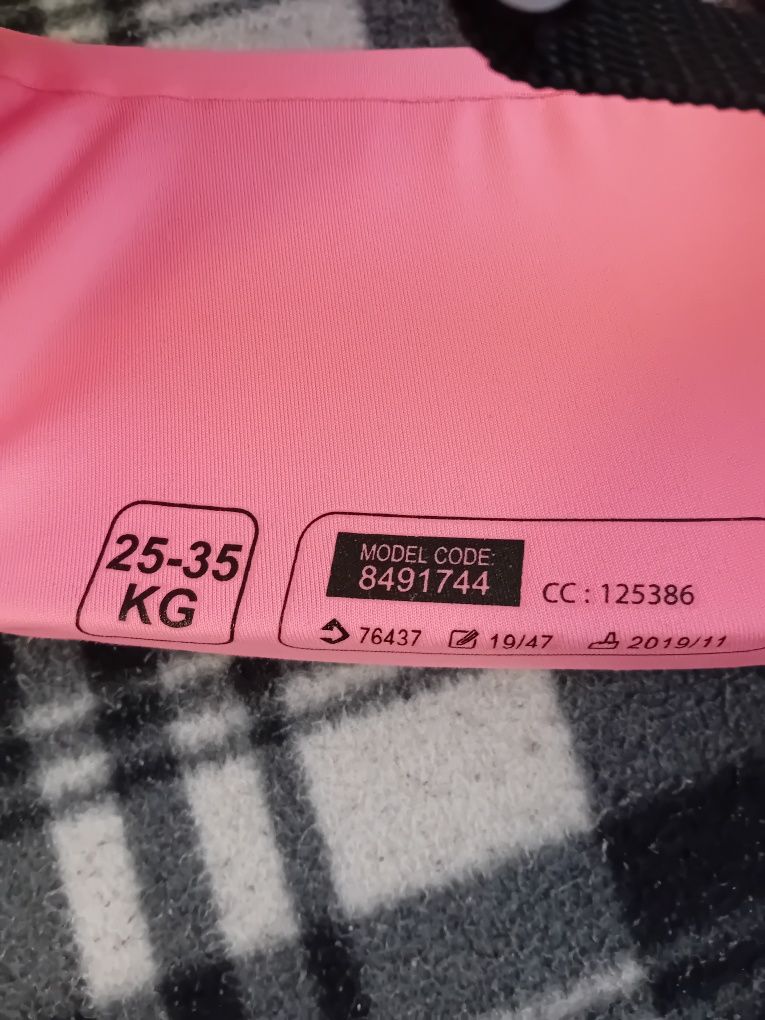 25-35
KG
MODEL CODE:
8491744
CC : 125386
76437 19/47 2019/11